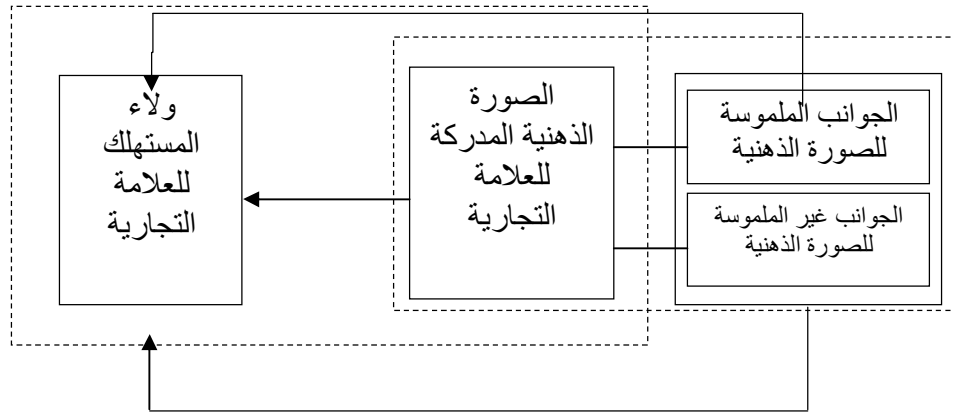 الجوانب الملموسة
للصورة الذهنية
الجوانب غير الملموسة
للصورة الذهنية
الصورة
الذهنية المدركة
للعلامة
التجارية
ولاء
المستهلك
للعلامة
التجارية